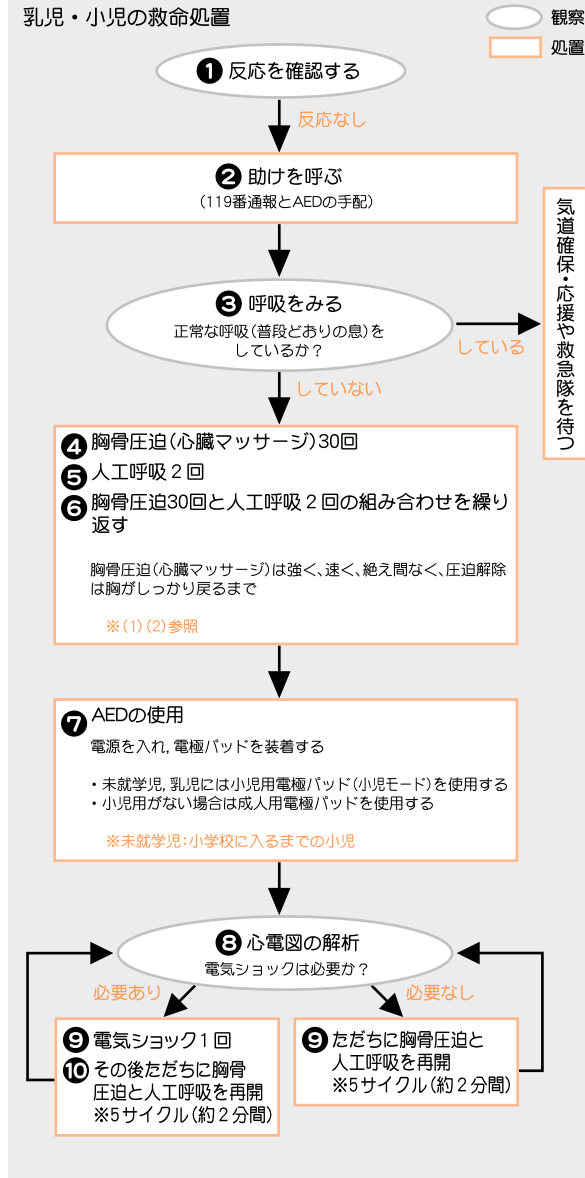 乳児・小児の救命処置
観察
処置
❶ 反応を確認する
反応なし
❷ 助けを呼ぶ
(119番通報とAEDの手配)
❸ 呼吸をみる
正常な呼吸(普段どおりの息)を
しているか？
している
気道確保・応援や救急隊を待つ
していない
❹ 胸骨圧迫(心臓マッサージ)30回
❺ 人工呼吸２回
❻ 胸骨圧迫30回と人工呼吸２回の組み合わせを繰り
返す
胸骨圧迫(心臓マッサージ)は強く、速く、絶え間なく、圧迫解除
は胸がしっかり戻るまで
※(1)(2)参照
❼ AEDの使用
電源を入れ, 電極パッドを装着する
・未就学児, 乳児には小児用電極パッド(小児モード)を使用する
・小児用がない場合は成人用電極パッドを使用する
※未就学児：小学校に入るまでの小児
❽ 心電図の解析
電気ショックは必要か？
必要あり
必要なし
❾ 電気ショック１回
❿ その後ただちに胸骨
圧迫と人工呼吸を再開
※5サイクル(約２分間)
❾ ただちに胸骨圧迫と
人工呼吸を再開
※5サイクル(約２分間)